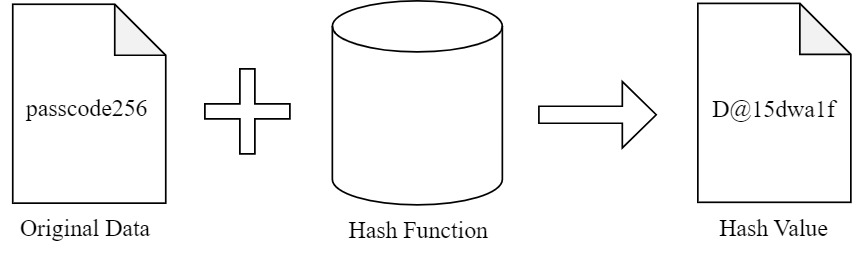 passcode256
D@15dwa1f
Original Data
Hash Function
Hash Value